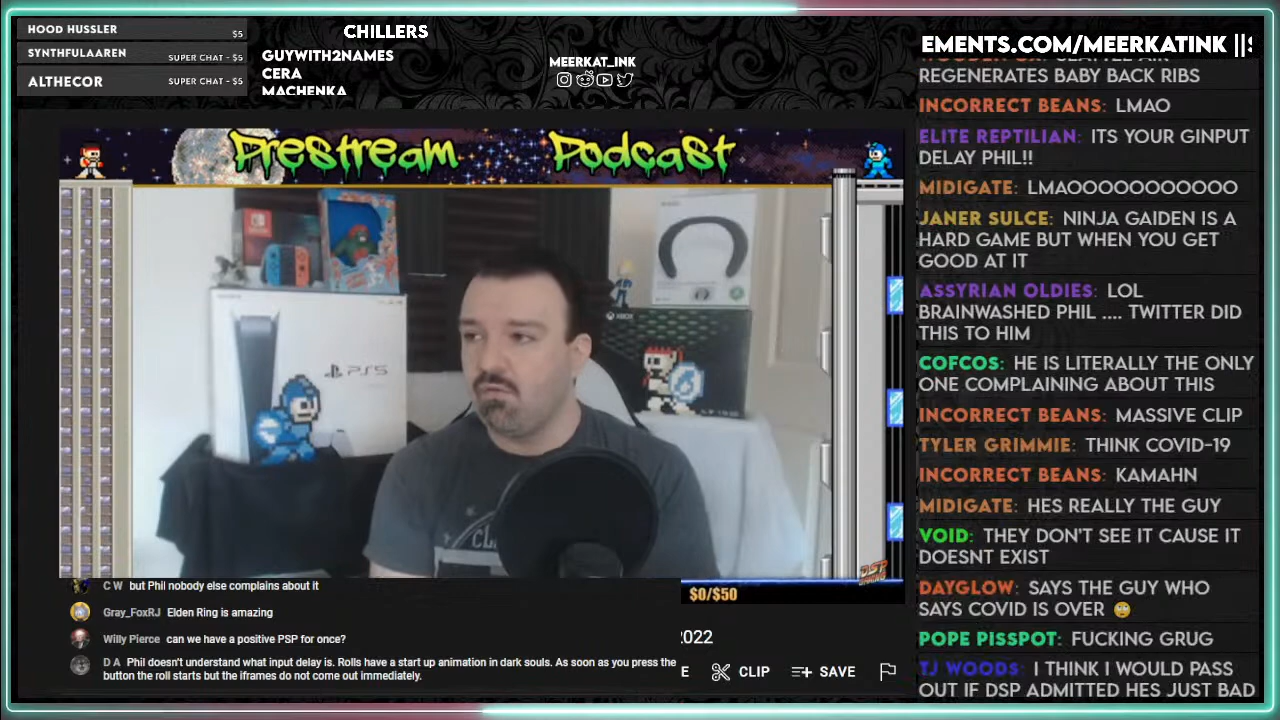 HOOD HUSSLER $5
SYNTHFULAAREN SUPER CHAT - $5
ALTHECOR SUPER CHAT - $5
CHILLERS
GUYWITH2NAMES
CERA
MACHENKA
MEERKAT_INK
EMENTS.COM/MEERKATINK ||
Prestream Podcast
PS5
XBOX
DSP
$0/$50
C W but Phil nobody else complains about it
Gray_FoxRJ Elden Ring is amazing
Willy Pierce can we have a positive PSP for once?
D A Phil doesn't understand what input delay is. Rolls have a start up animation in dark souls. As soon as you press the
button the roll starts but the iframes do not come out immediately.
2022
E CLIP SAVE
REGENERATES BABY BACK RIBS
INCORRECT BEANS: LMAO
ELITE REPTILIAN: ITS YOUR GINPUT
DELAY PHIL!!
MIDIGATE: LMAOOOOOOOOOOO
JANER SULCE: NINJA GAIDEN IS A
HARD GAME BUT WHEN YOU GET
GOOD AT IT
ASSYRIAN OLDIES: LOL
BRAINWASHED PHIL .... TWITTER DID
THIS TO HIM
COFCOS: HE IS LITERALLY THE ONLY
ONE COMPLAINING ABOUT THIS
INCORRECT BEANS: MASSIVE CLIP
TYLER GRIMMIE: THINK COVID-19
INCORRECT BEANS: KAMAHN
MIDIGATE: HES REALLY THE GUY
VOID: THEY DON'T SEE IT CAUSE IT
DOESNT EXIST
DAYGLOW: SAYS THE GUY WHO
SAYS COVID IS OVER 🙄
POPE PISSPOT: FUCKING GRUG
TJ WOODS: I THINK I WOULD PASS
OUT IF DSP ADMITTED HES JUST BAD